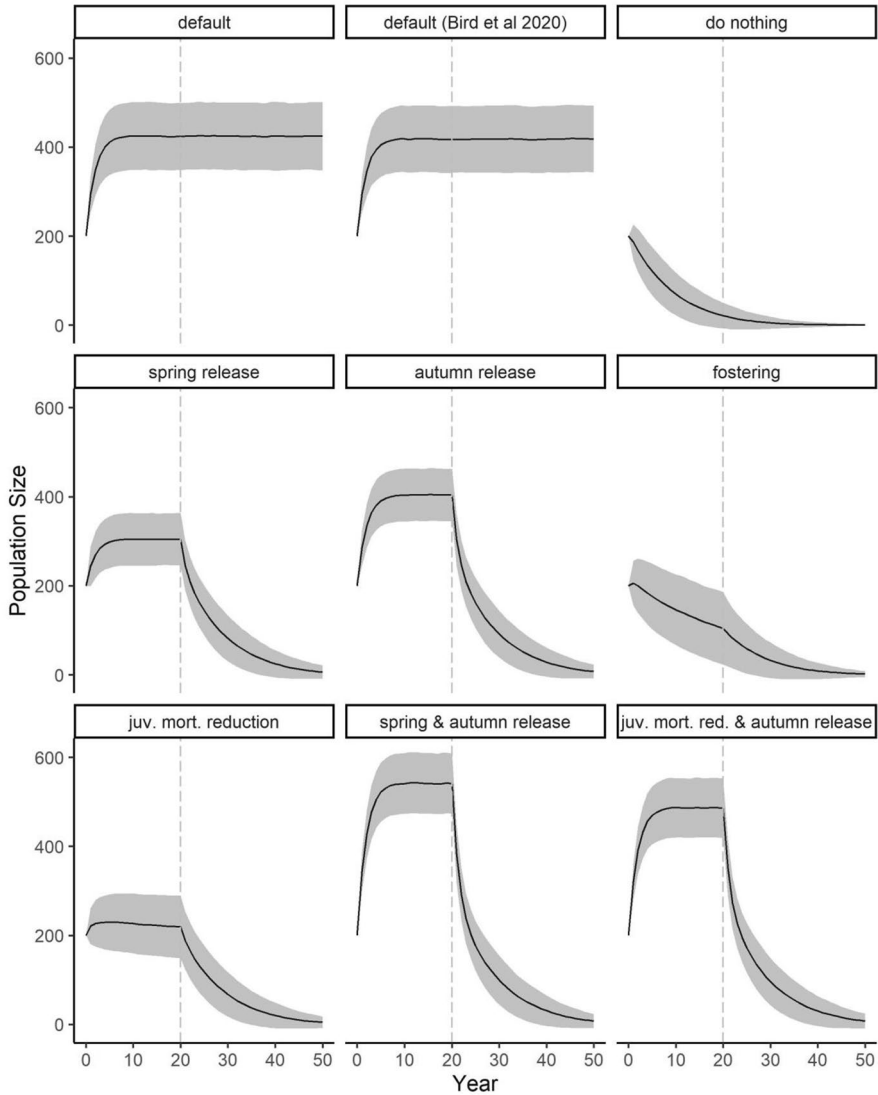 default
default (Bird et al 2020)
do nothing
600
400
200
0
spring release
autumn release
fostering
600
400
200
0
Population Size
juv. mort. reduction
spring & autumn release
juv. mort. red. & autumn release
600
400
200
0
0 10 20 30 40 50
0 10 20 30 40 50
0 10 20 30 40 50
Year